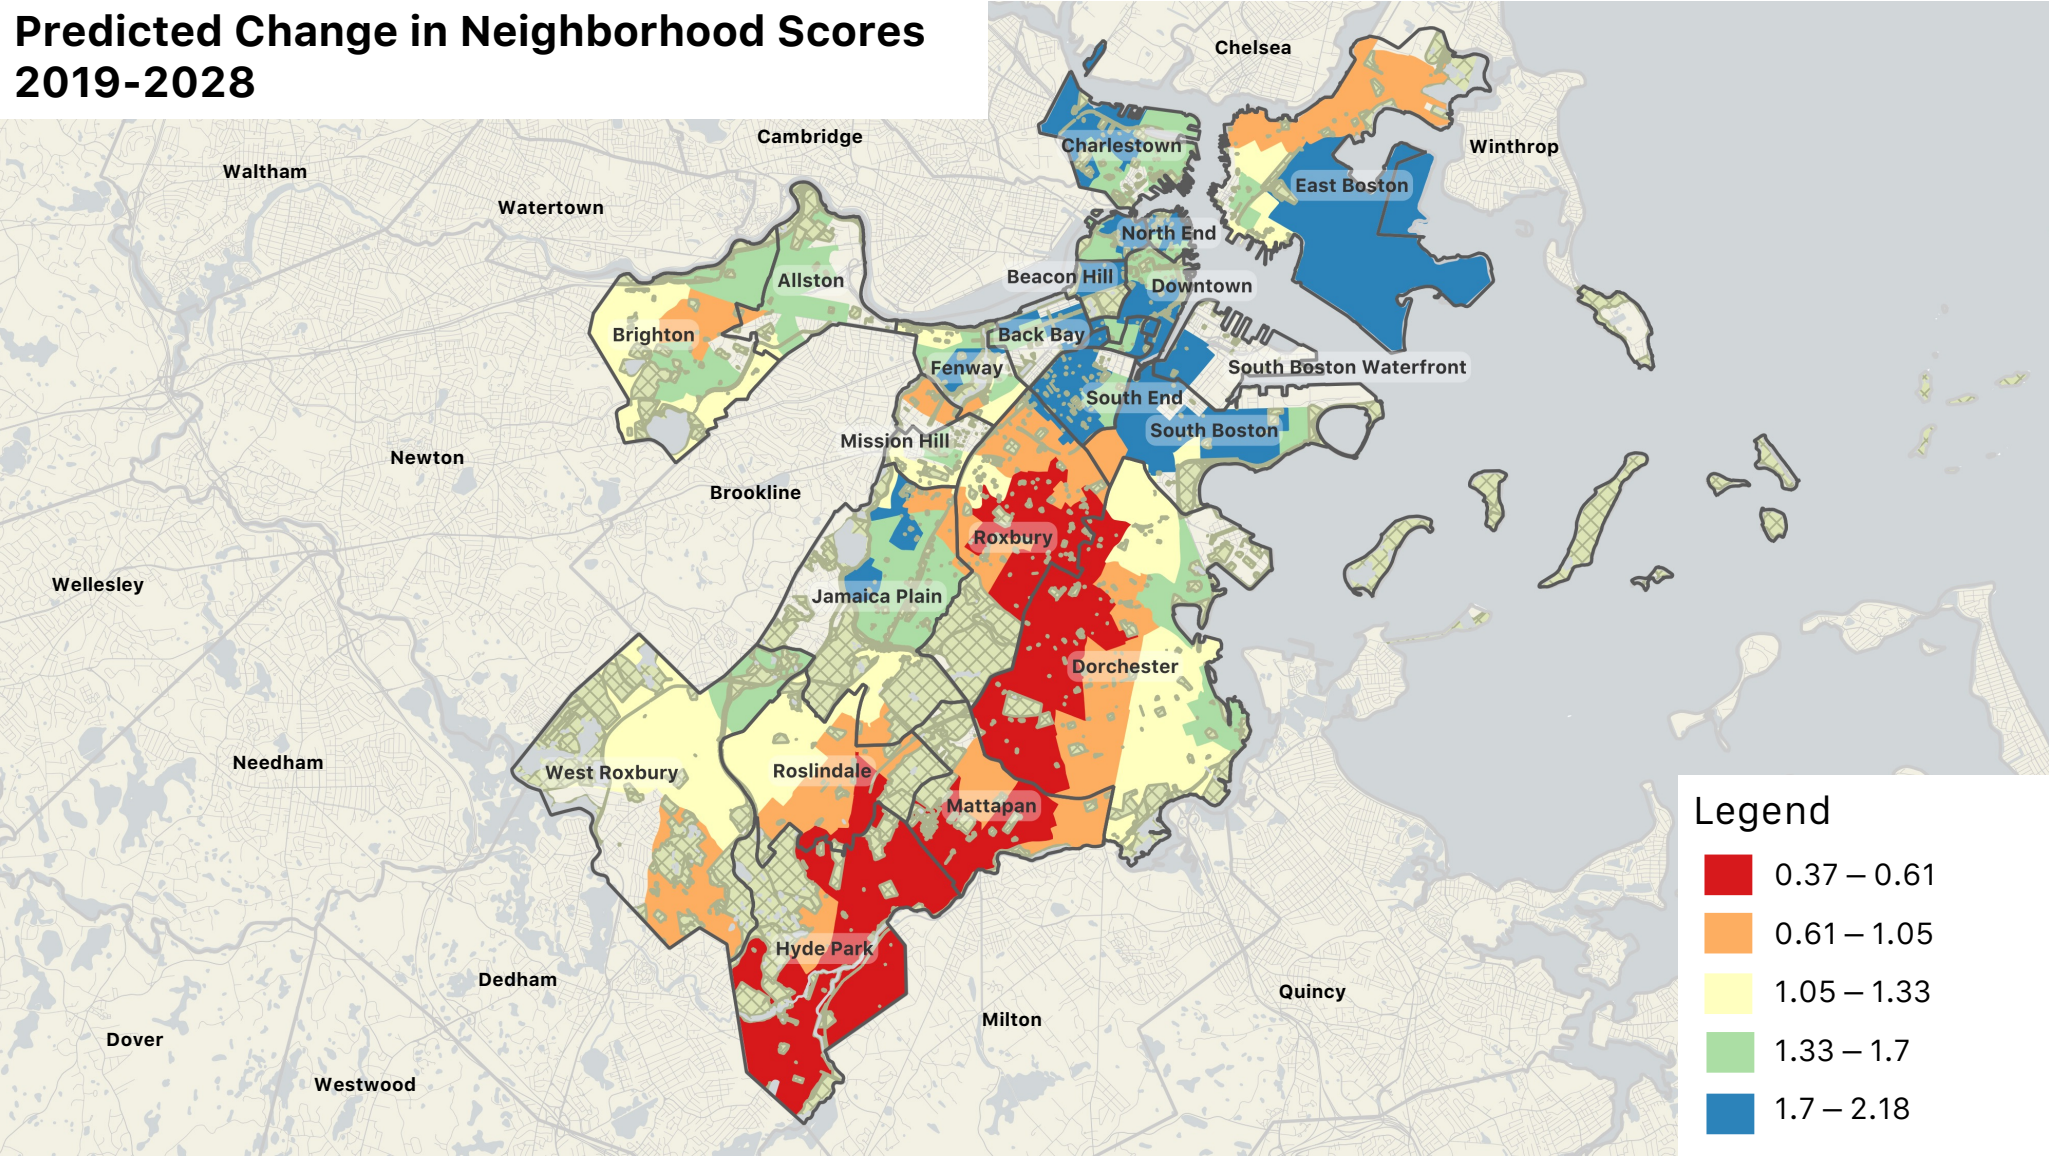 Predicted Change in Neighborhood Scores
2019-2028
Chelsea
Cambridge
Charlestown
Winthrop
Waltham
East Boston
Watertown
North End
Beacon Hill
Allston
Downtown
Brighton
Back Bay
Fenway
South Boston Waterfront
South End
South Boston
Mission Hill
Newton
Brookline
Roxbury
Wellesley
Jamaica Plain
Dorchester
Needham
West Roxbury
Roslindale
Mattapan
Hyde Park
Dedham
Quincy
Milton
Dover
Westwood
Legend
0.37 – 0.61
0.61 – 1.05
1.05 – 1.33
1.33 – 1.7
1.7 – 2.18